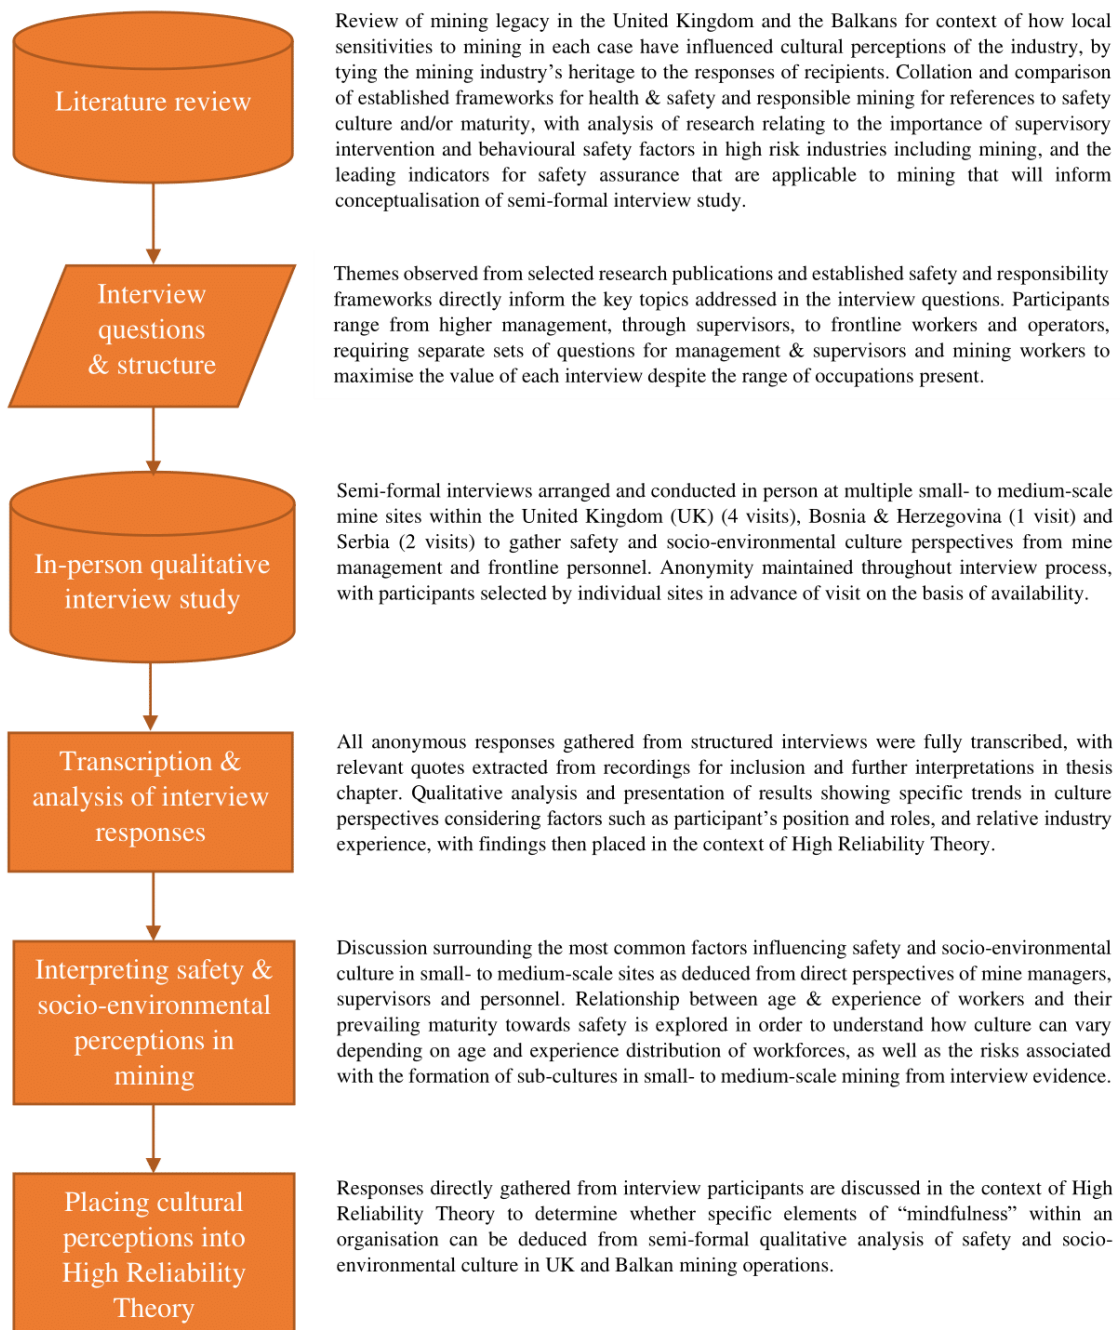 Literature review
Review of mining legacy in the United Kingdom and the Balkans for context of how local
sensitivities to mining in each case have influenced cultural perceptions of the industry, by
tying the mining industry's heritage to the responses of recipients. Collation and comparison
of established frameworks for health & safety and responsible mining for references to safety
culture and/or maturity, with analysis of research relating to the importance of supervisory
intervention and behavioural safety factors in high risk industries including mining, and the
leading indicators for safety assurance that are applicable to mining that will inform
conceptualisation of semi-formal interview study.
Interview
questions
& structure
Themes observed from selected research publications and established safety and responsibility
frameworks directly inform the key topics addressed in the interview questions. Participants
range from higher management, through supervisors, to frontline workers and operators,
requiring separate sets of questions for management & supervisors and mining workers to
maximise the value of each interview despite the range of occupations present.
In-person qualitative
interview study
Semi-formal interviews arranged and conducted in person at multiple small- to medium-scale
mine sites within the United Kingdom (UK) (4 visits), Bosnia & Herzegovina (1 visit) and
Serbia (2 visits) to gather safety and socio-environmental culture perspectives from mine
management and frontline personnel. Anonymity maintained throughout interview process,
with participants selected by individual sites in advance of visit on the basis of availability.
Transcription &
analysis of interview
responses
All anonymous responses gathered from structured interviews were fully transcribed, with
relevant quotes extracted from recordings for inclusion and further interpretations in thesis
chapter. Qualitative analysis and presentation of results showing specific trends in culture
perspectives considering factors such as participant's position and roles, and relative industry
experience, with findings then placed in the context of High Reliability Theory.
Interpreting safety &
socio-environmental
perceptions in
mining
Discussion surrounding the most common factors influencing safety and socio-environmental
culture in small- to medium-scale sites as deduced from direct perspectives of mine managers,
supervisors and personnel. Relationship between age & experience of workers and their
prevailing maturity towards safety is explored in order to understand how culture can vary
depending on age and experience distribution of workforces, as well as the risks associated
with the formation of sub-cultures in small- to medium-scale mining from interview evidence.
Placing cultural
perceptions into
High Reliability
Theory
Responses directly gathered from interview participants are discussed in the context of High
Reliability Theory to determine whether specific elements of “mindfulness” within an
organisation can be deduced from semi-formal qualitative analysis of safety and socio-
environmental culture in UK and Balkan mining operations.